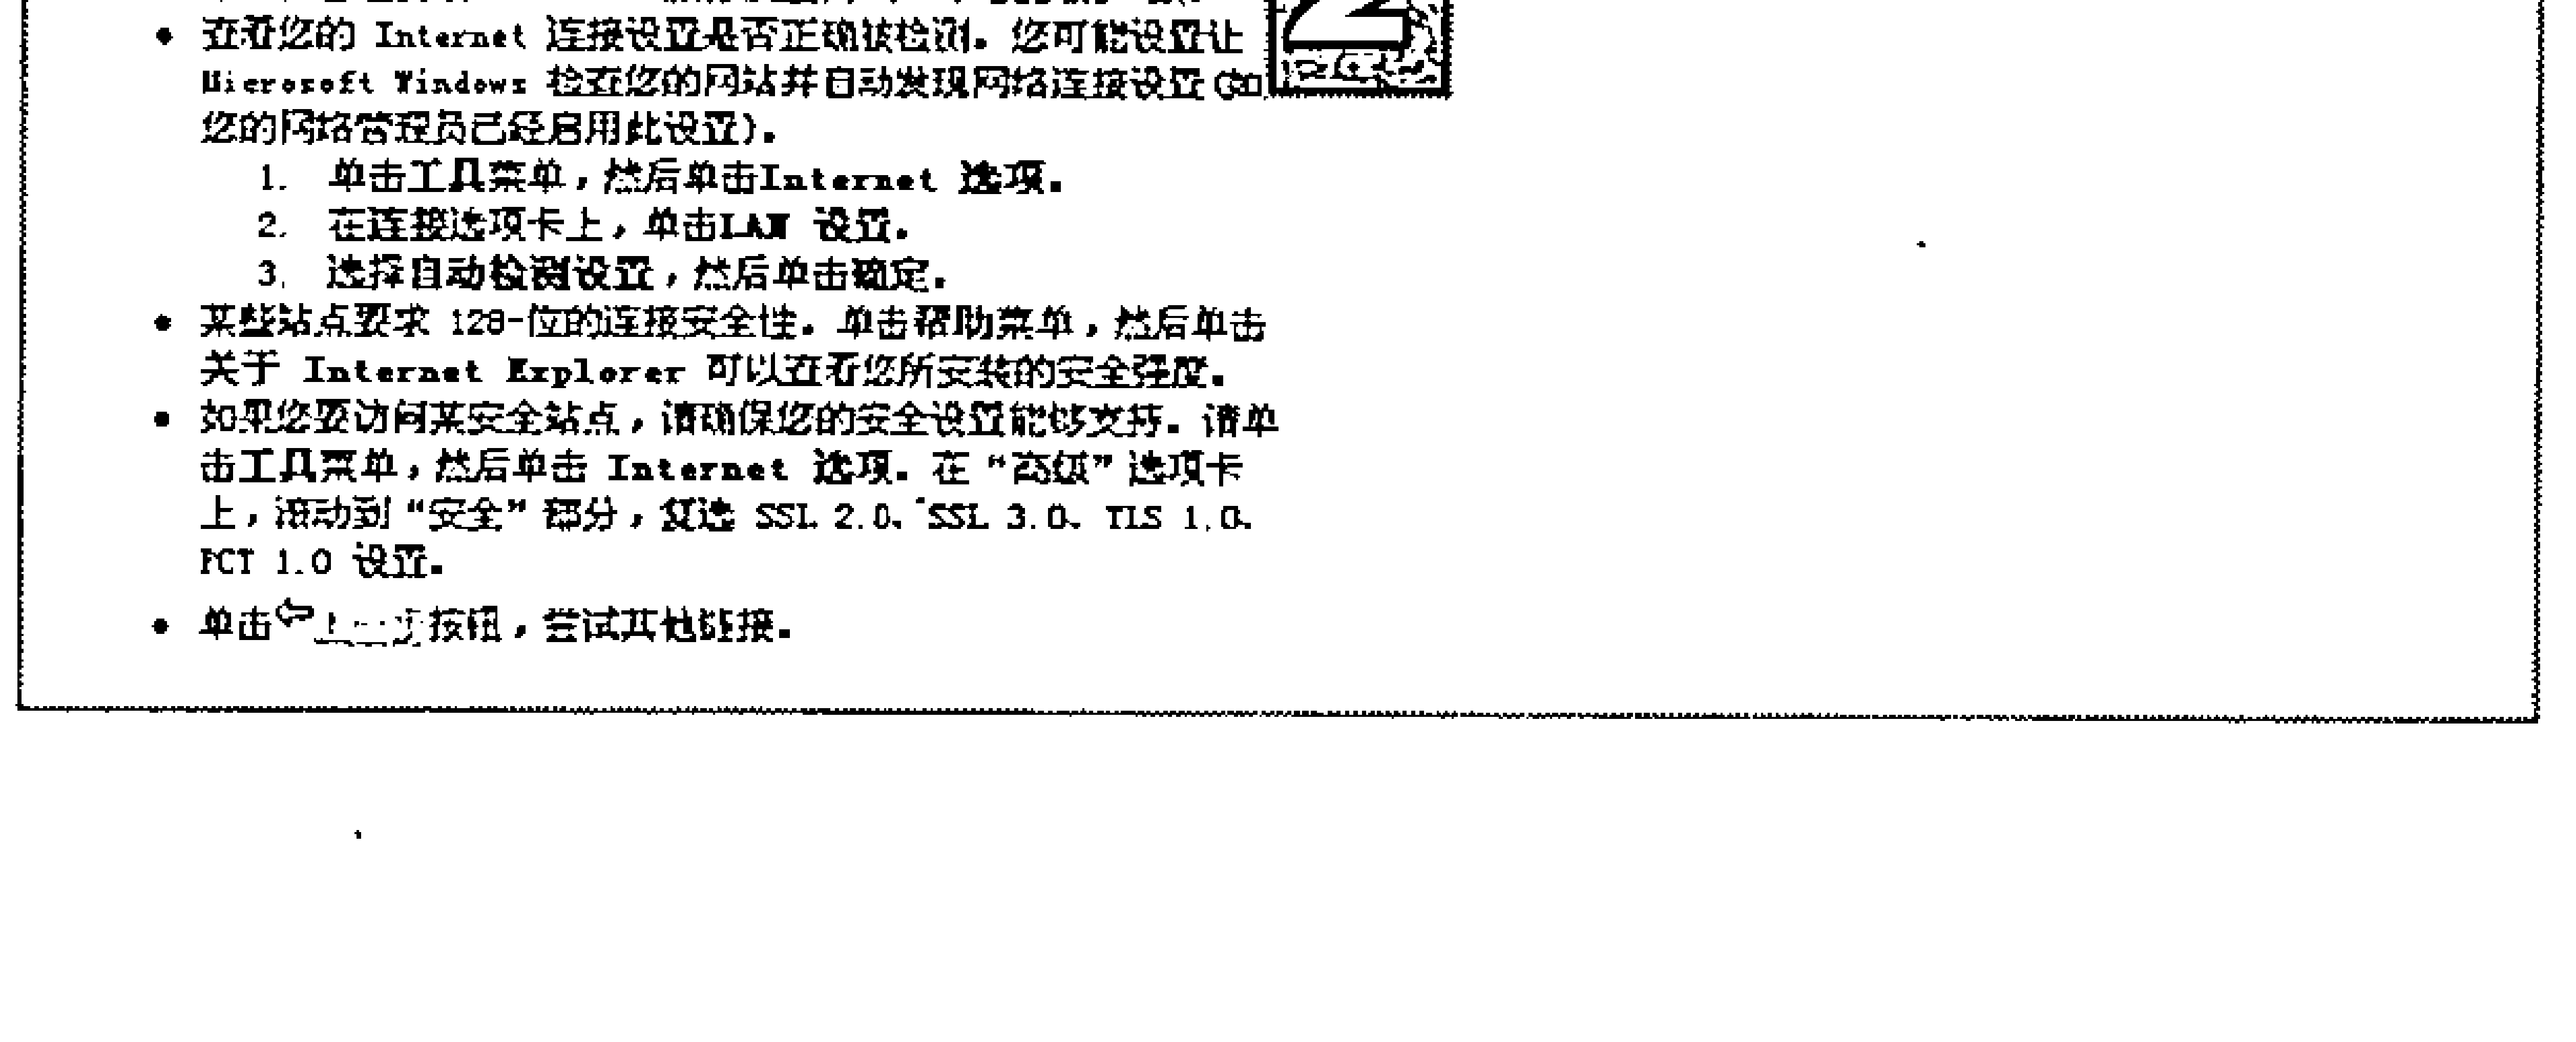 • 查看您的 Internet 连接设置是否正确被检测。您可能设置让
Microsoft Windows 检查您的网站并自动发现网络连接设置(如
您的网络管理员已经启用此设置)。
1. 单击工具菜单，然后单击Internet 选项。
2. 在连接选项卡上，单击LAN 设置。
3. 选择自动检测设置，然后单击确定。
• 某些站点要求 128-位的连接安全性。单击帮助菜单，然后单击
关于 Internet Explorer 可以查看您所安装的安全强度。
• 如果您要访问某安全站点，请确保您的安全设置能够支持。请单
击工具菜单，然后单击 Internet 选项。在“高级”选项卡
上，滚动到“安全”部分，复选 SSL 2.0、SSL 3.0、TLS 1.0、
PCT 1.0 设置。
• 单击上一步按钮，尝试其他链接。